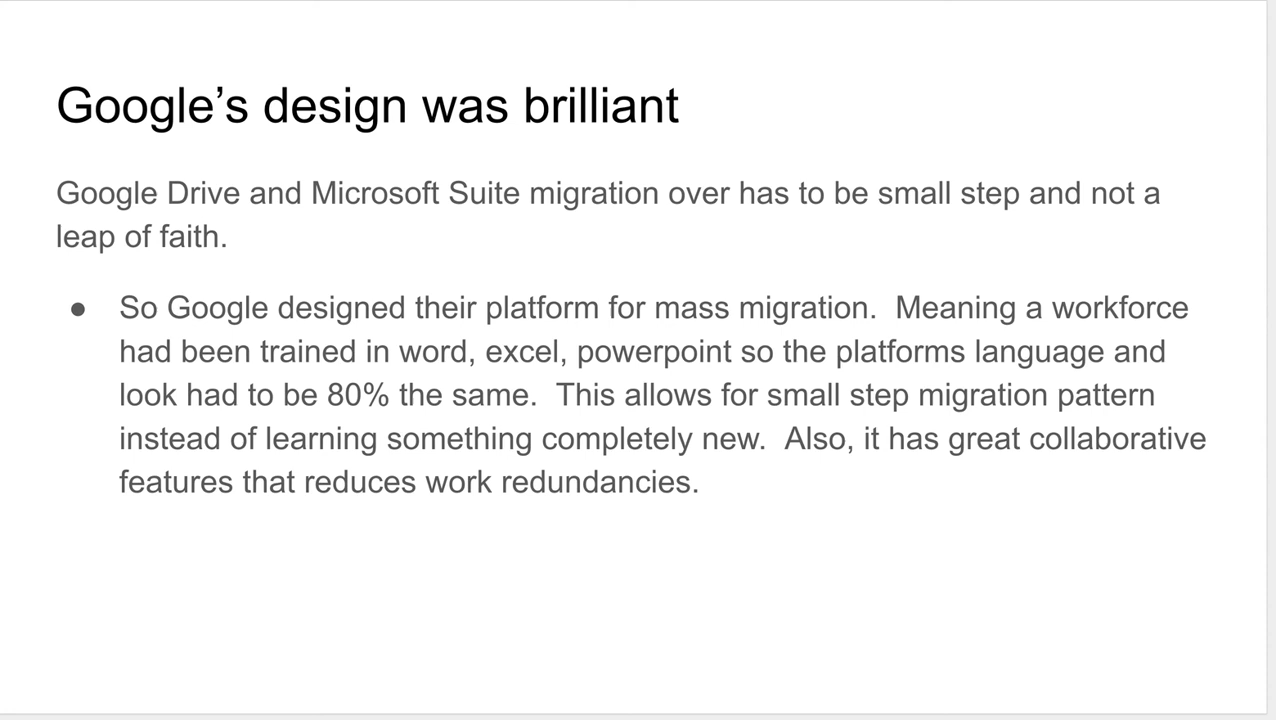 Google’s design was brilliant
Google Drive and Microsoft Suite migration over has to be small step and not a
leap of faith.
● So Google designed their platform for mass migration.  Meaning a workforce
had been trained in word, excel, powerpoint so the platforms language and
look had to be 80% the same.  This allows for small step migration pattern
instead of learning something completely new.  Also, it has great collaborative
features that reduces work redundancies.